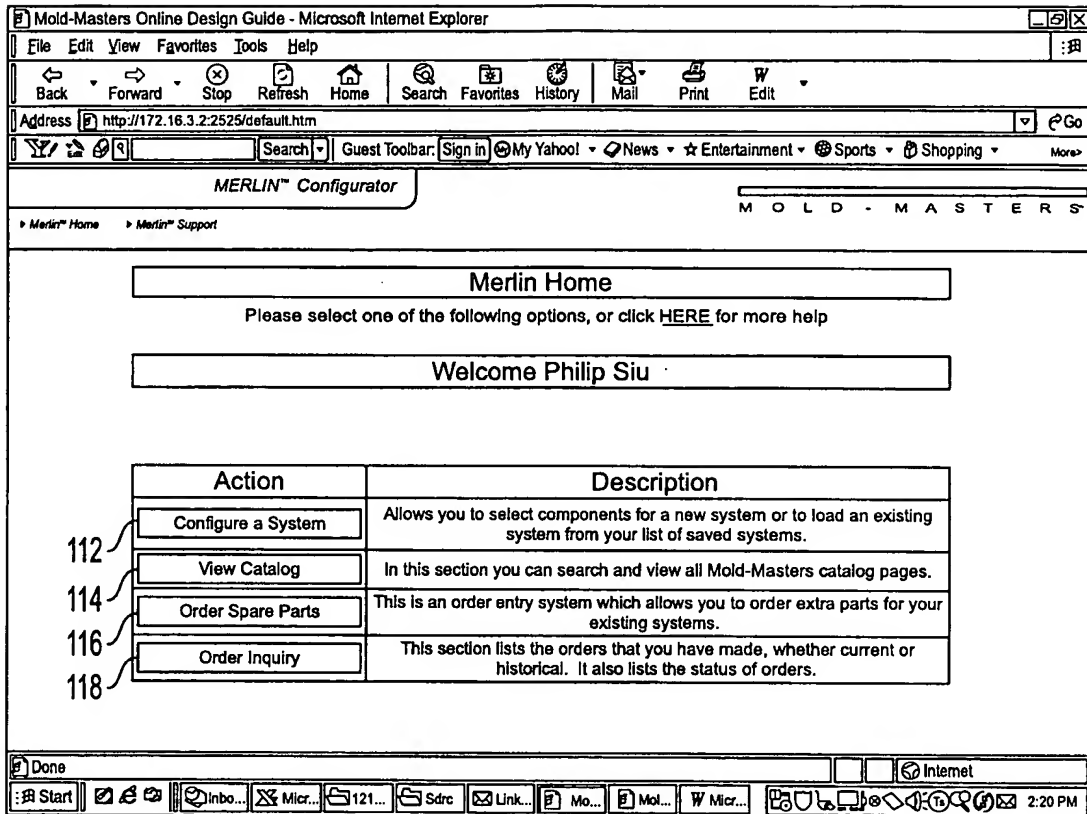 Mold-Masters Online Design Guide - Microsoft Internet Explorer
File Edit View Favorites Tools Help
Back Forward Stop Refresh Home Search Favorites History Mail Print Edit
Address http://172.16.3.2:2525/default.htm Go
Search Guest Toolbar: Sign in My Yahoo! News Entertainment Sports Shopping More>
MERLIN™ Configurator
MOLD-MASTERS
Merlin™ Home Merlin™ Support
Merlin Home
Please select one of the following options, or click HERE for more help
Welcome Philip Siu
Action Description
112 Configure a System Allows you to select components for a new system or to load an existing
system from your list of saved systems.
114 View Catalog In this section you can search and view all Mold-Masters catalog pages.
116 Order Spare Parts This is an order entry system which allows you to order extra parts for your
existing systems.
118 Order Inquiry This section lists the orders that you have made, whether current or
historical. It also lists the status of orders.
Done Internet
Start Inbo... Micr... 121... Sdrc Link... Mo... Mol... Micr... 2:20 PM